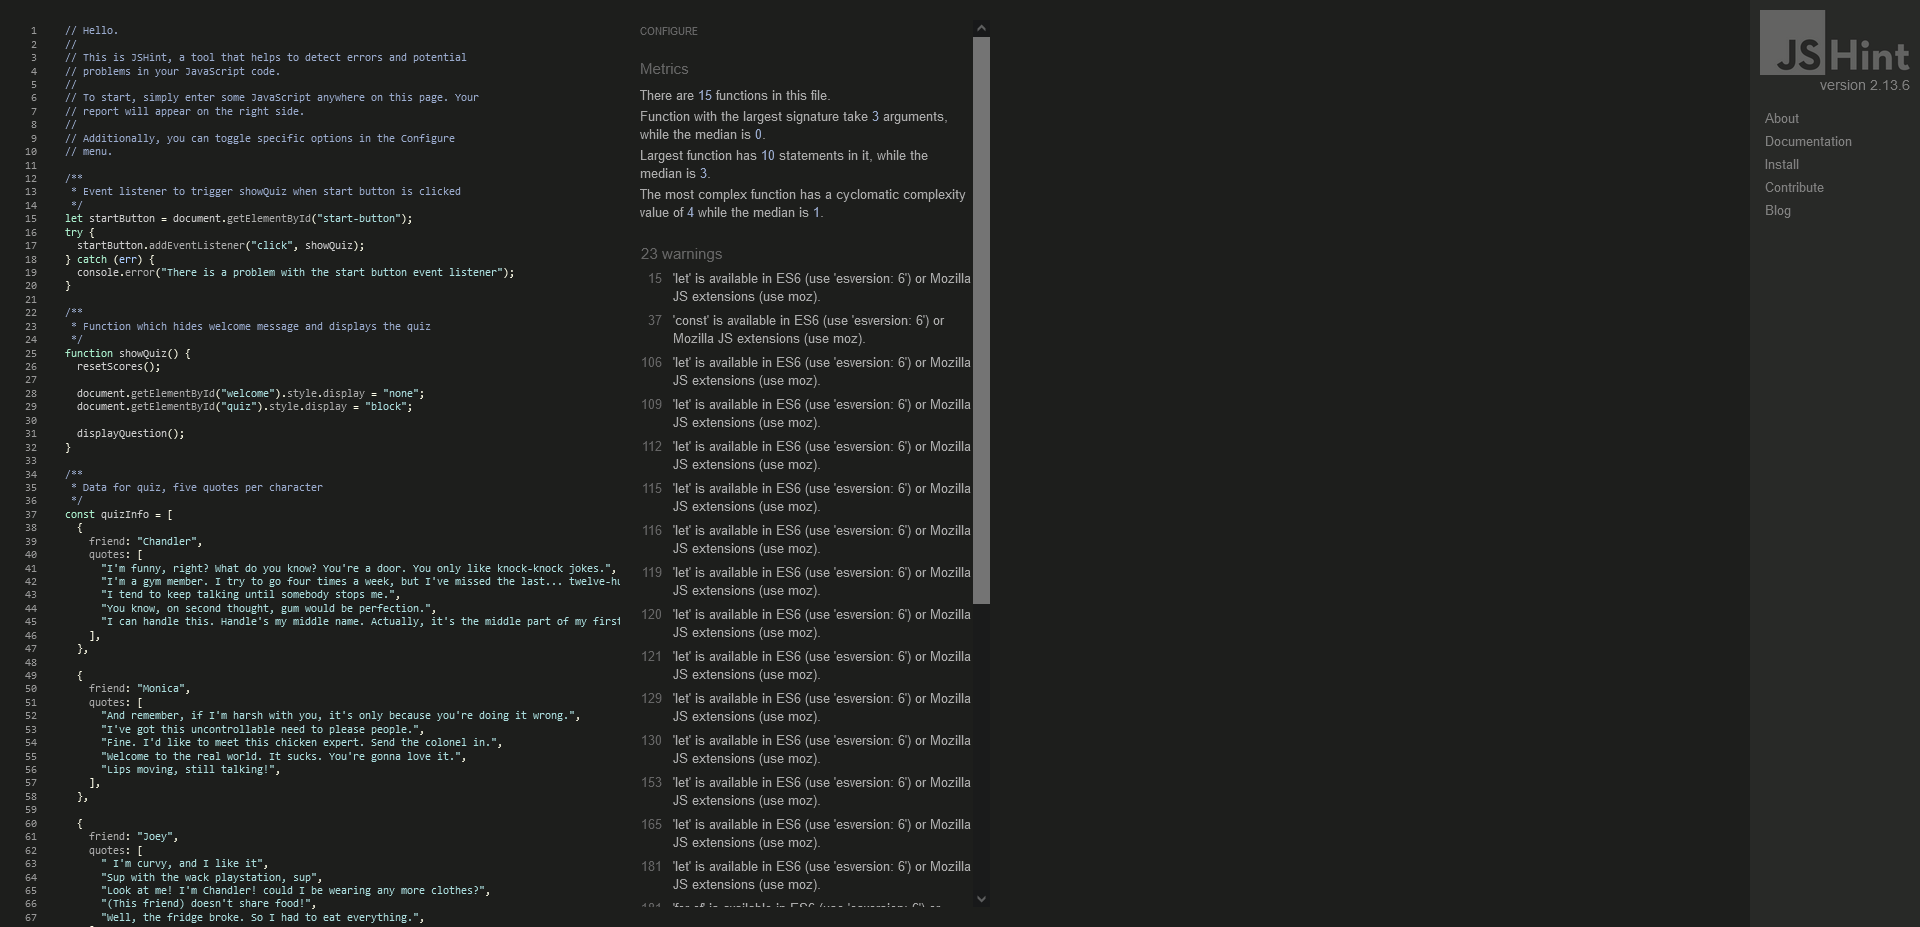 1 // Hello.
2 //
3 // This is JSHint, a tool that helps to detect errors and potential
4 // problems in your JavaScript code.
5 //
6 // To start, simply enter some JavaScript anywhere on this page. Your
7 // report will appear on the right side.
8 //
9 // Additionally, you can toggle specific options in the Configure
10 // menu.
11
12 /**
13  * Event listener to trigger showQuiz when start button is clicked
14  */
15 let startButton = document.getElementById("start-button");
16 try {
17   startButton.addEventListener("click", showQuiz);
18 } catch (err) {
19   console.error("There is a problem with the start button event listener");
20 }
21
22 /**
23  * Function which hides welcome message and displays the quiz
24  */
25 function showQuiz() {
26   resetScores();
27
28   document.getElementById("welcome").style.display = "none";
29   document.getElementById("quiz").style.display = "block";
30
31   displayQuestion();
32 }
33
34 /**
35  * Data for quiz, five quotes per character
36  */
37 const quizInfo = [
38   {
39     friend: "Chandler",
40     quotes: [
41       "I'm funny, right? What do you know? You're a door. You only like knock-knock jokes.",
42       "I'm a gym member. I try to go four times a week, but I've missed the last... twelve-hu
43       "I tend to keep talking until somebody stops me.",
44       "You know, on second thought, gum would be perfection.",
45       "I can handle this. Handle's my middle name. Actually, it's the middle part of my first
46     ],
47   },
48
49   {
50     friend: "Monica",
51     quotes: [
52       "And remember, if I'm harsh with you, it's only because you're doing it wrong.",
53       "I've got this uncontrollable need to please people.",
54       "Fine. I'd like to meet this chicken expert. Send the colonel in.",
55       "Welcome to the real world. It sucks. You're gonna love it.",
56       "Lips moving, still talking!",
57     ],
58   },
59
60   {
61     friend: "Joey",
62     quotes: [
63       " I'm curvy, and I like it",
64       "Sup with the wack playstation, sup",
65       "Look at me! I'm Chandler! could I be wearing any more clothes?",
66       "(This friend) doesn't share food!",
67       "Well, the fridge broke. So I had to eat everything.",
CONFIGURE
Metrics
There are 15 functions in this file.
Function with the largest signature take 3 arguments,
while the median is 0.
Largest function has 10 statements in it, while the
median is 3.
The most complex function has a cyclomatic complexity
value of 4 while the median is 1.
23 warnings
15 'let' is available in ES6 (use 'esversion: 6') or Mozilla
JS extensions (use moz).
37 'const' is available in ES6 (use 'esversion: 6') or
Mozilla JS extensions (use moz).
106 'let' is available in ES6 (use 'esversion: 6') or Mozilla
JS extensions (use moz).
109 'let' is available in ES6 (use 'esversion: 6') or Mozilla
JS extensions (use moz).
112 'let' is available in ES6 (use 'esversion: 6') or Mozilla
JS extensions (use moz).
115 'let' is available in ES6 (use 'esversion: 6') or Mozilla
JS extensions (use moz).
116 'let' is available in ES6 (use 'esversion: 6') or Mozilla
JS extensions (use moz).
119 'let' is available in ES6 (use 'esversion: 6') or Mozilla
JS extensions (use moz).
120 'let' is available in ES6 (use 'esversion: 6') or Mozilla
JS extensions (use moz).
121 'let' is available in ES6 (use 'esversion: 6') or Mozilla
JS extensions (use moz).
129 'let' is available in ES6 (use 'esversion: 6') or Mozilla
JS extensions (use moz).
130 'let' is available in ES6 (use 'esversion: 6') or Mozilla
JS extensions (use moz).
153 'let' is available in ES6 (use 'esversion: 6') or Mozilla
JS extensions (use moz).
165 'let' is available in ES6 (use 'esversion: 6') or Mozilla
JS extensions (use moz).
181 'let' is available in ES6 (use 'esversion: 6') or Mozilla
JS extensions (use moz).
JSHint
version 2.13.6
About
Documentation
Install
Contribute
Blog